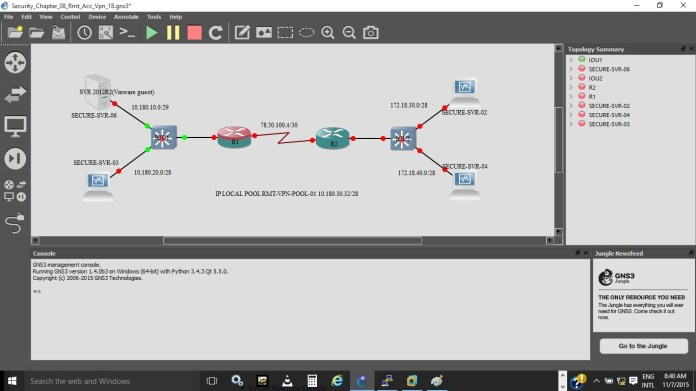 Security_Chapter_08_Rmt_Acc_Vpn_18.gns3*
File Edit View Control Device Annotate Tools Help
Topology Summary
IOU1
SECURE-SVR-06
IOU2
R2
R1
SECURE-SVR-02
SECURE-SVR-04
SECURE-SVR-03
SVR 2012R2(Vmware guest)
10.180.10.0/29
SECURE-SVR-06
172.18.30.0/28
SECURE-SVR-02
78.30.100.4/30
R1
R2
SECURE-SVR-03
10.180.20.0/28
SECURE-SVR-04
172.18.40.0/28
IP LOCAL POOL RMT-VPN-POOL-01 10.180.30.32/28
Console
GNS3 management console.
Running GNS3 version 1.4.0b3 on Windows (64-bit) with Python 3.4.3 Qt 5.5.0.
Copyright (c) 2006-2015 GNS3 Technologies.
=>
Jungle Newsfeed
GNS3
Jungle
THE ONLY RESOURCE YOU NEED
The Jungle has everything you will ever
need for GNS3. Come check it out
now.
Go to the Jungle
Search the web and Windows
ENG
INTL
8:40 AM
11/7/2015